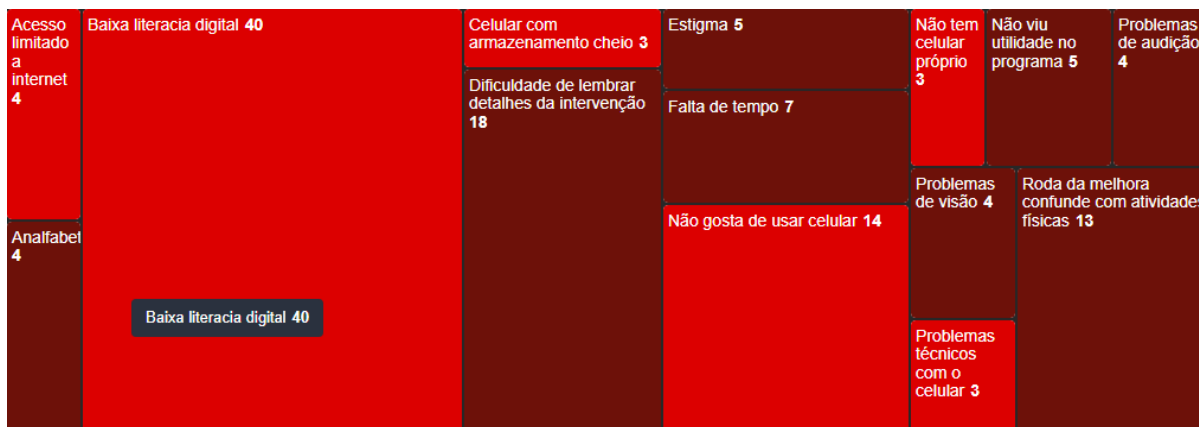 Acesso
limitado
a
internet
4
Analfabet
4
Baixa literacia digital 40
Baixa literacia digital 40
Celular com
armazenamento cheio 3
Dificuldade de lembrar
detalhes da intervenção
18
Estigma 5
Falta de tempo 7
Não gosta de usar celular 14
Não tem
celular
próprio
3
Não viu
utilidade no
programa 5
Problemas
de audição
4
Problemas
de visão 4
Roda da melhora
confunde com atividades
físicas 13
Problemas
técnicos
com o
celular 3